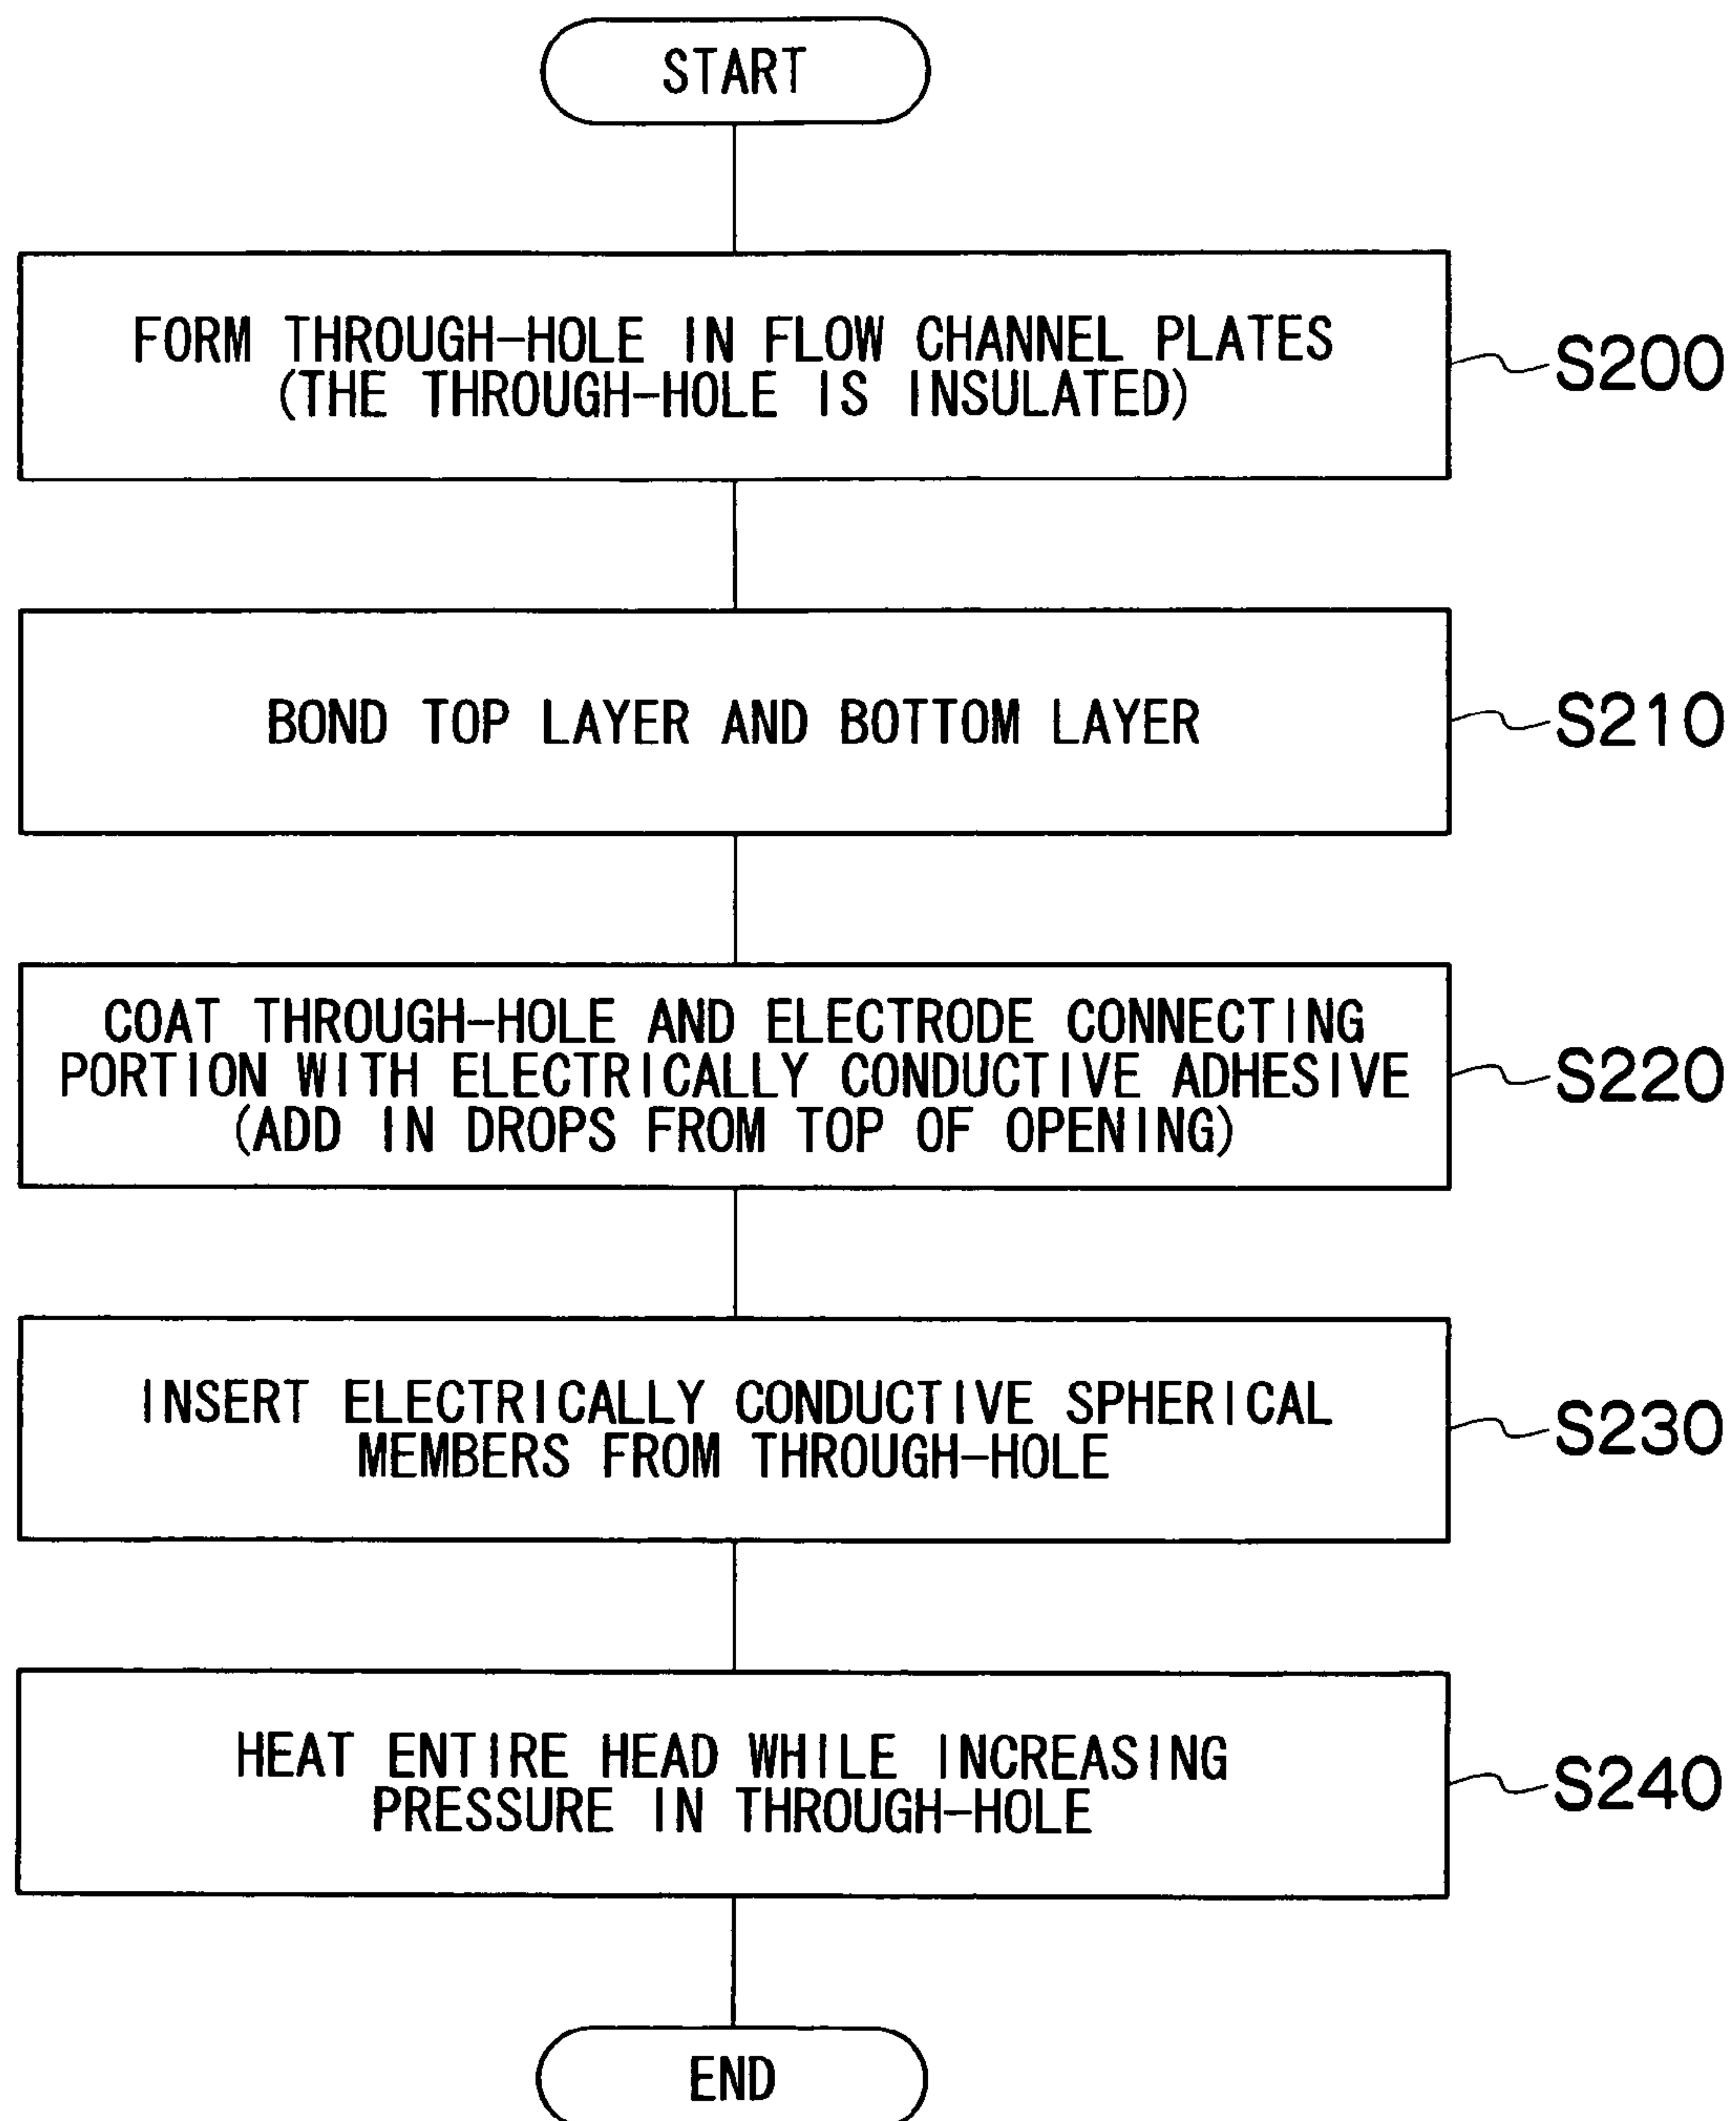 START
FORM THROUGH-HOLE IN FLOW CHANNEL PLATES
(THE THROUGH-HOLE IS INSULATED)
S200
BOND TOP LAYER AND BOTTOM LAYER
S210
COAT THROUGH-HOLE AND ELECTRODE CONNECTING
PORTION WITH ELECTRICALLY CONDUCTIVE ADHESIVE
(ADD IN DROPS FROM TOP OF OPENING)
S220
INSERT ELECTRICALLY CONDUCTIVE SPHERICAL
MEMBERS FROM THROUGH-HOLE
S230
HEAT ENTIRE HEAD WHILE INCREASING
PRESSURE IN THROUGH-HOLE
S240
END